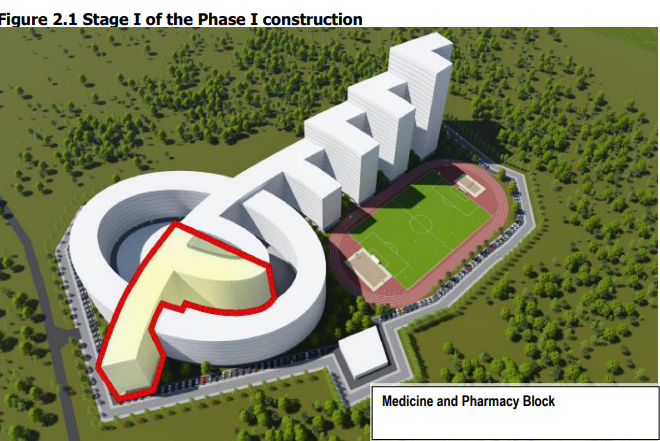 Figure 2.1 Stage I of the Phase I construction
Medicine and Pharmacy Block